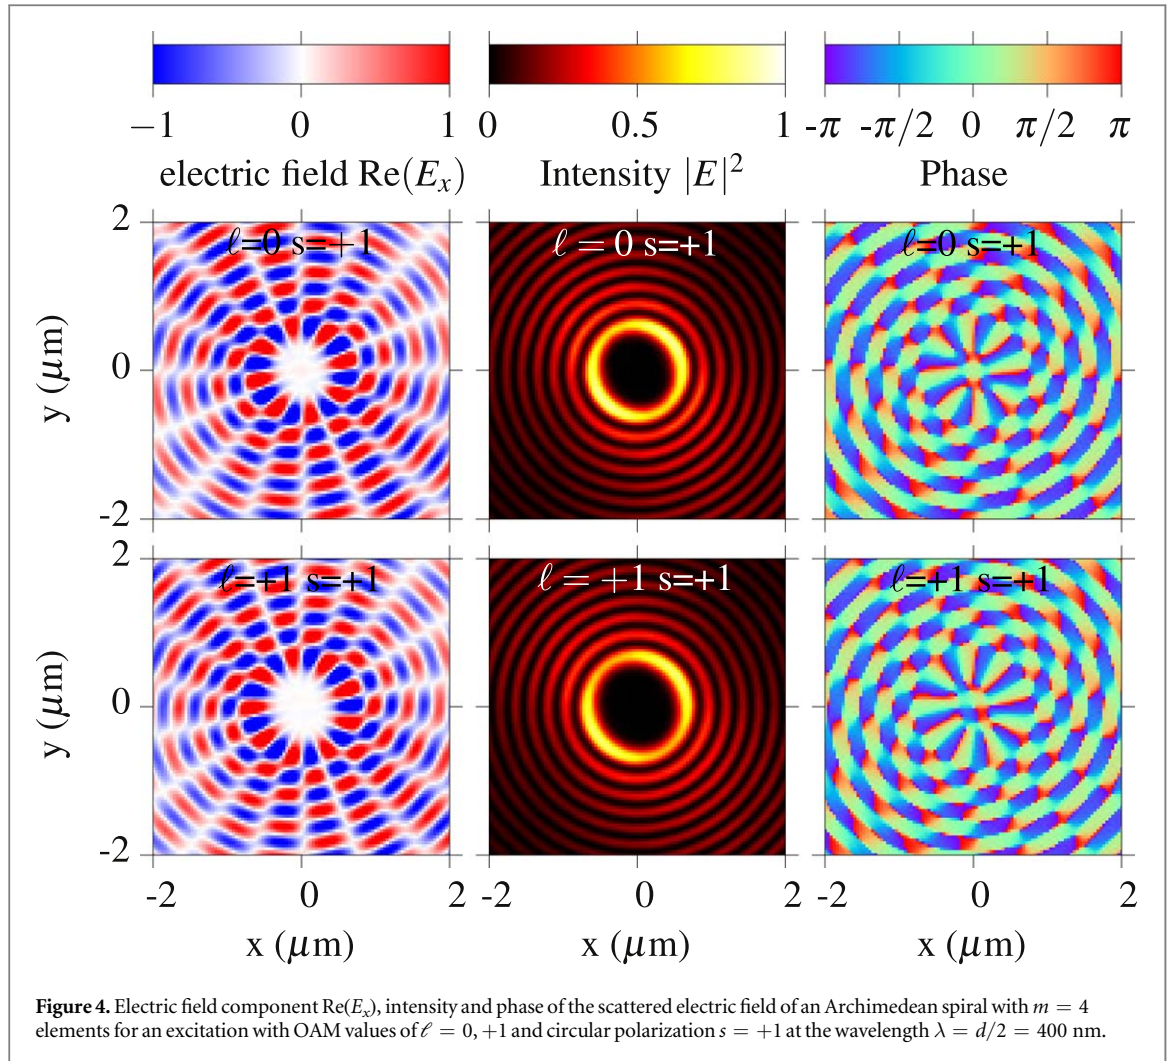 −1 0 1 0 0.5 1 -π -π/2 0 π/2 π
electric field Re(Eₓ) Intensity |E|² Phase
2
ℓ=0 s=+1 ℓ = 0 s=+1 ℓ=0 s=+1
y (μm)
0
-2
2
ℓ=+1 s=+1 ℓ = +1 s=+1 ℓ=+1 s=+1
y (μm)
0
-2
-2 0 2 -2 0 2 -2 0 2
x (μm) x (μm) x (μm)
Figure 4. Electric field component Re(Eₓ), intensity and phase of the scattered electric field of an Archimedean spiral with m = 4
elements for an excitation with OAM values of ℓ = 0, +1 and circular polarization s = +1 at the wavelength λ = d/2 = 400 nm.